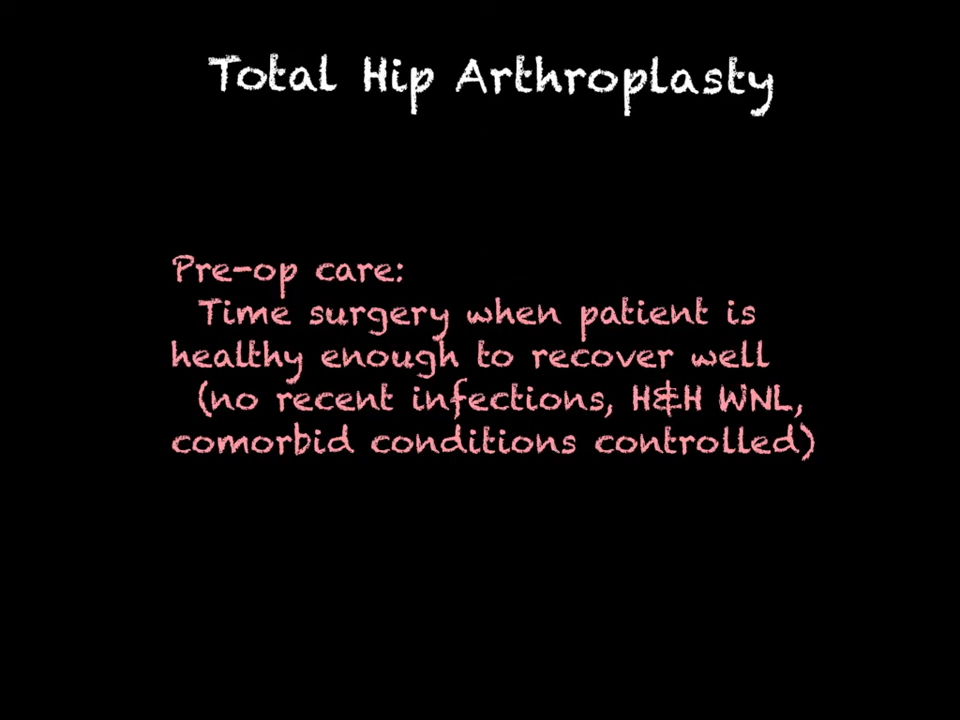 Total Hip Arthroplasty
Pre-op care:
Time surgery when patient is
healthy enough to recover well
(no recent infections, H&H WNL,
comorbid conditions controlled)